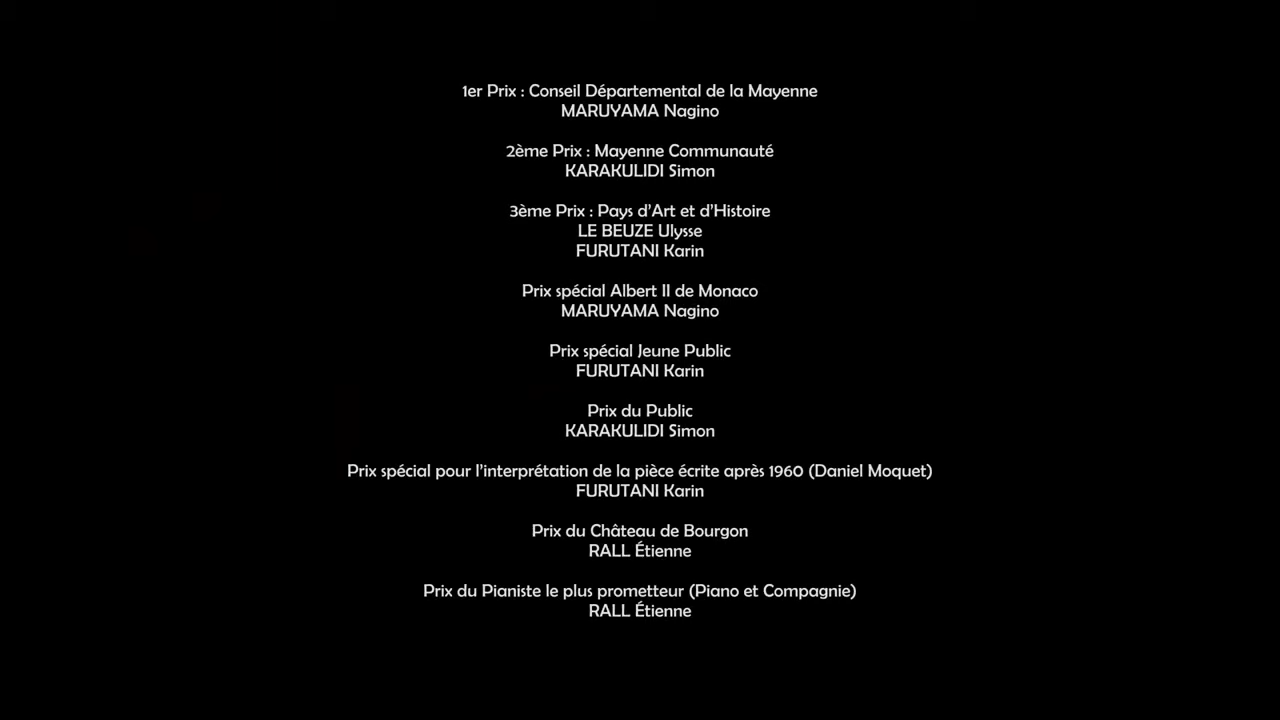 1er Prix : Conseil Départemental de la Mayenne
MARUYAMA Nagino
2ème Prix : Mayenne Communauté
KARAKULIDI Simon
3ème Prix : Pays d’Art et d’Histoire
LE BEUZE Ulysse
FURUTANI Karin
Prix spécial Albert II de Monaco
MARUYAMA Nagino
Prix spécial Jeune Public
FURUTANI Karin
Prix du Public
KARAKULIDI Simon
Prix spécial pour l’interprétation de la pièce écrite après 1960 (Daniel Moquet)
FURUTANI Karin
Prix du Château de Bourgon
RALL Étienne
Prix du Pianiste le plus prometteur (Piano et Compagnie)
RALL Étienne